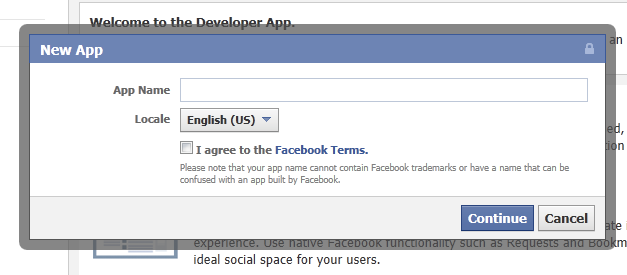 Welcome to the Developer App.
an
New App
App Name
Locale
English (US)
I agree to the Facebook Terms.
Please note that your app name cannot contain Facebook trademarks or have a name that can be
confused with an app built by Facebook.
Continue
Cancel
experience. Use native Facebook functionality such as Requests and Bookm
ideal social space for your users.